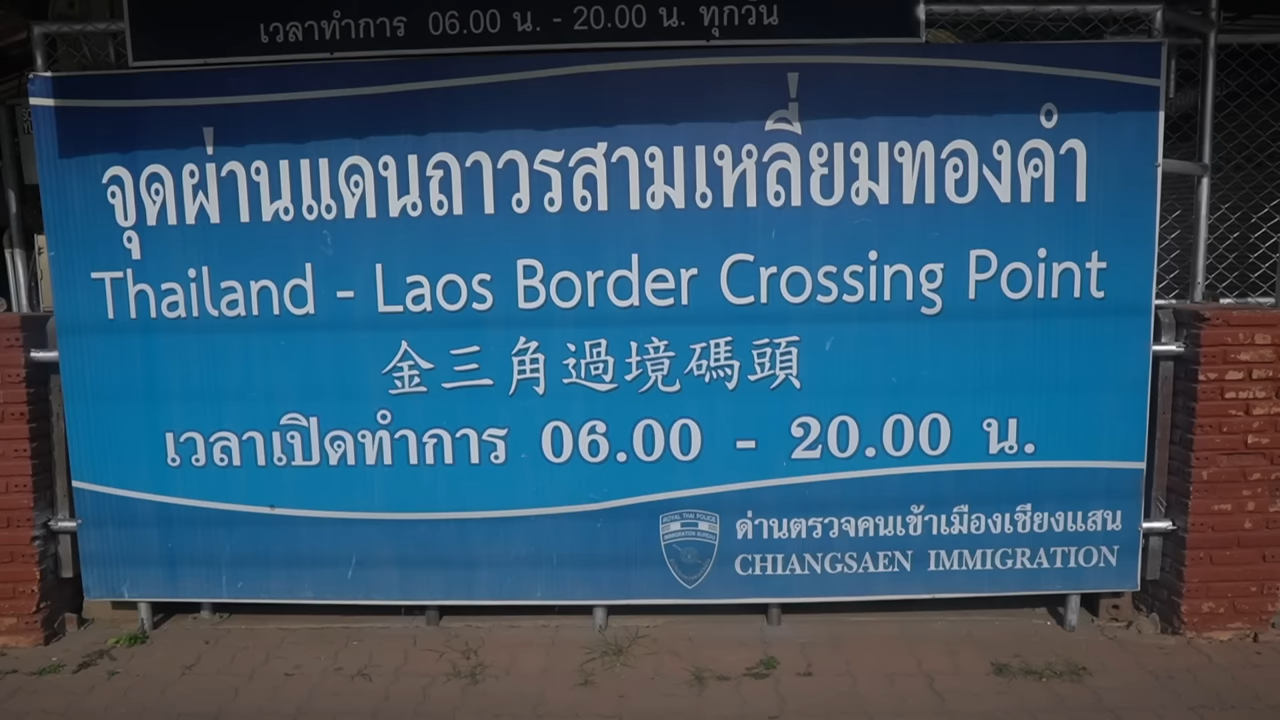 เวลาทำการ 06.00 น. - 20.00 น. ทุกวัน
จุดผ่านแดนถาวรสามเหลี่ยมทองคำ
Thailand - Laos Border Crossing Point
金三角過境碼頭
เวลาเปิดทำการ 06.00 - 20.00 น.
ROYAL THAI POLICE
IMMIGRATION BUREAU
ด่านตรวจคนเข้าเมืองเชียงแสน
CHIANGSAEN IMMIGRATION